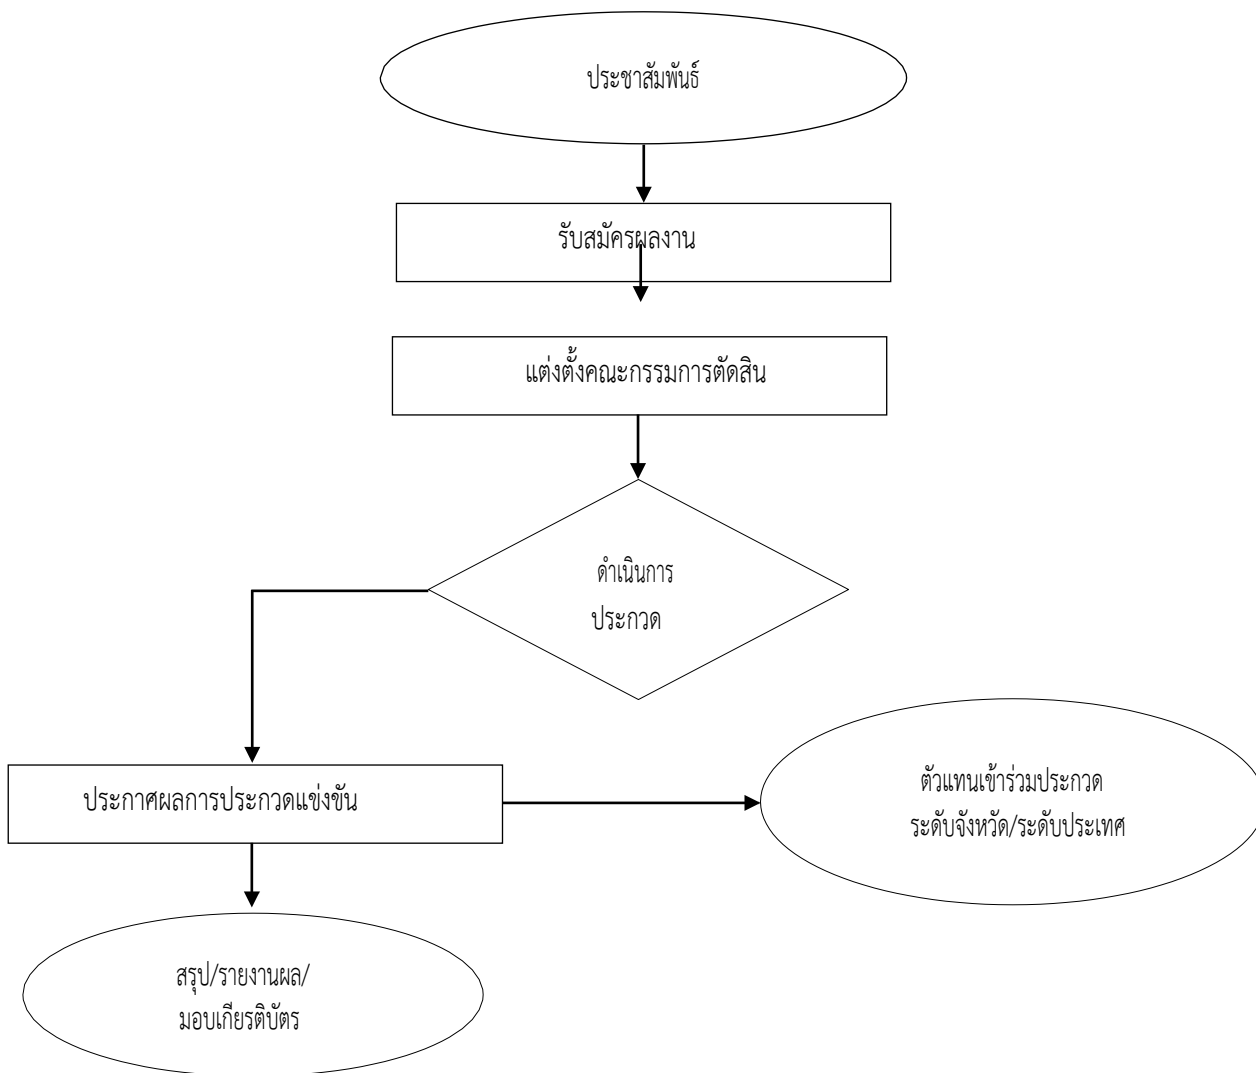 ประชาสัมพันธ์
รับสมัครผลงาน
แต่งตั้งคณะกรรมการตัดสิน
ดำเนินการ
ประกวด
ประกาศผลการประกวดแข่งขัน
ตัวแทนเข้าร่วมประกวด
ระดับจังหวัด/ระดับประเทศ
สรุป/รายงานผล/
มอบเกียรติบัตร